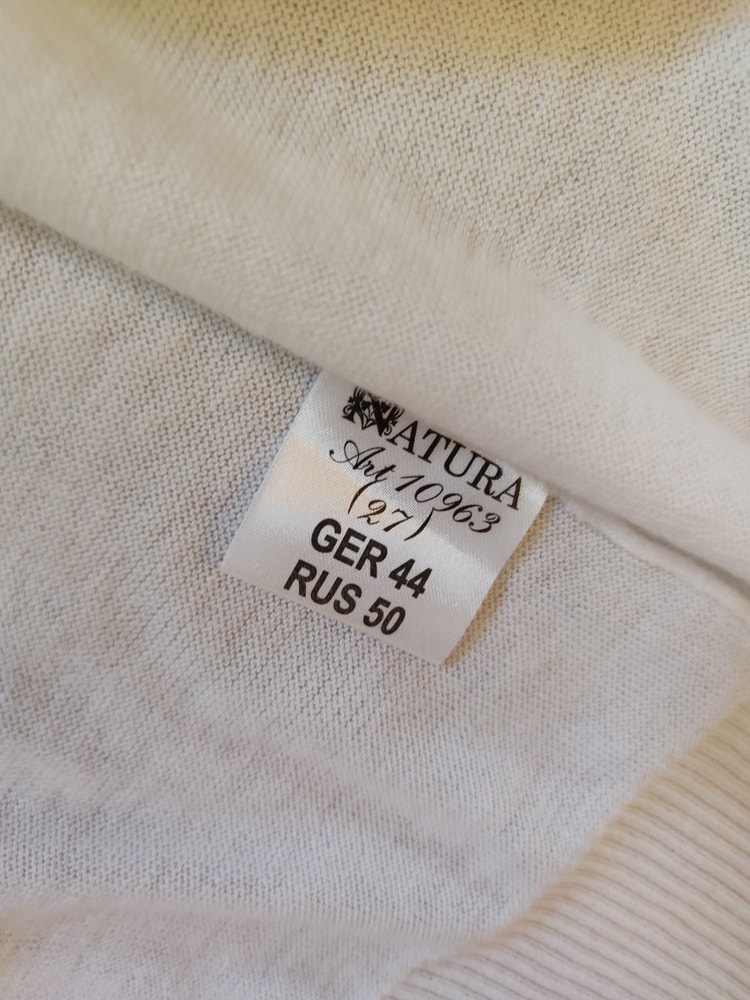 NATURA
Art 10963
(27)
GER 44
RUS 50